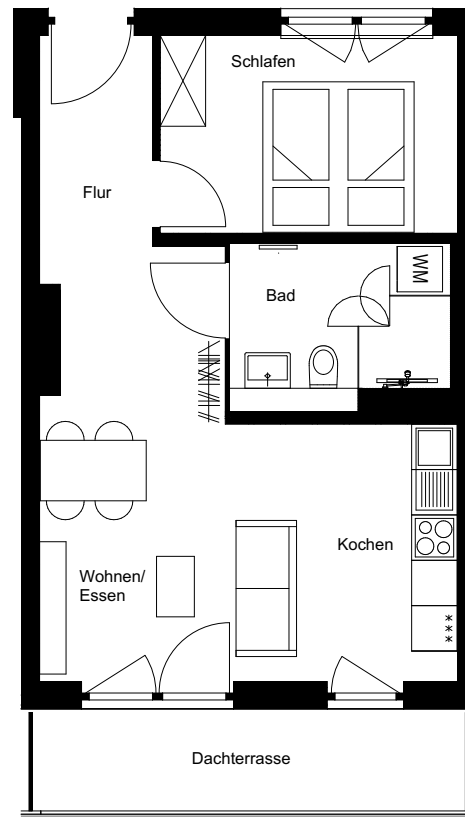 Schlafen
Flur
WM
Bad
Kochen
Wohnen/
Essen
Dachterrasse